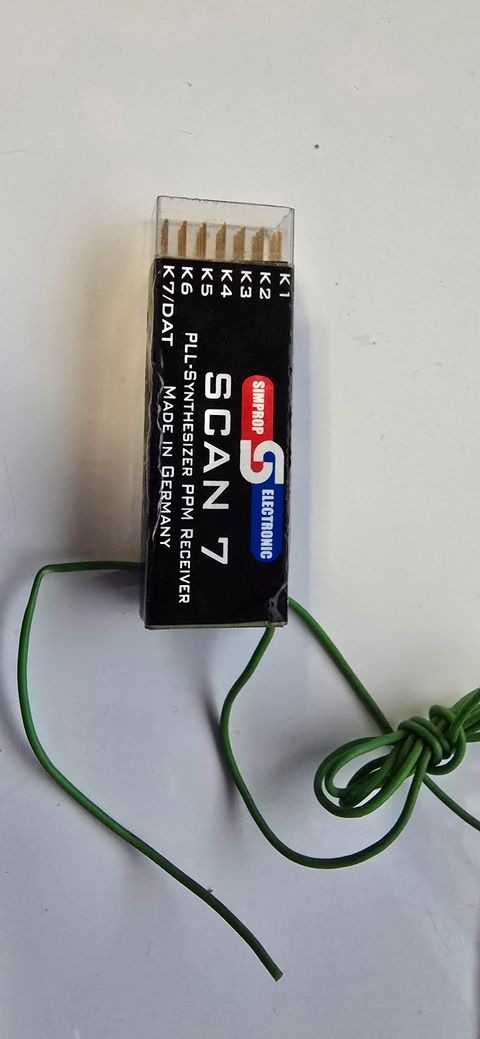 K1
K2
K3
K4
K5
K6
K7/DAT
SIMPROP
ELECTRONIC
SCAN 7
PLL-SYNTHESIZER PPM RECEIVER
MADE IN GERMANY